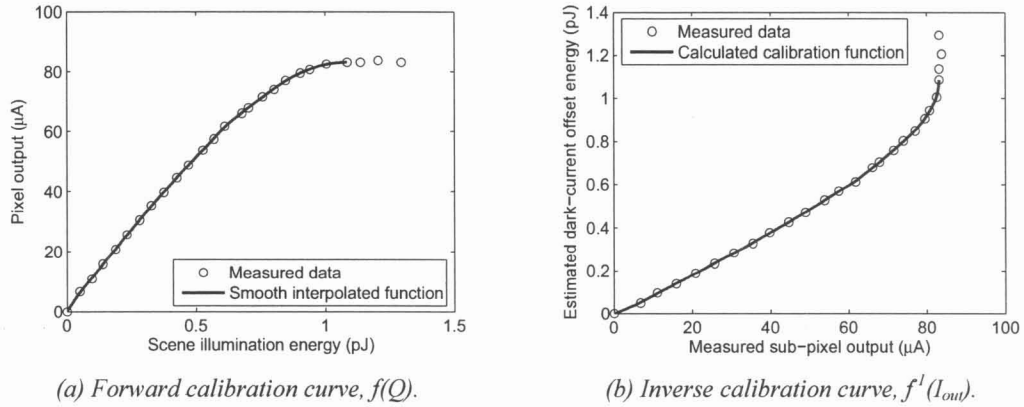 100
80
60
40
20
0
Pixel output (μA)
Measured data
Smooth interpolated function
0
0.5
1
1.5
Scene illumination energy (pJ)
(a) Forward calibration curve, f(Q).
1.4
1.2
1
0.8
0.6
0.4
0.2
0
Estimated dark-current offset energy (pJ)
Measured data
Calculated calibration function
0
20
40
60
80
100
Measured sub-pixel output (μA)
(b) Inverse calibration curve, f¹(Iout).